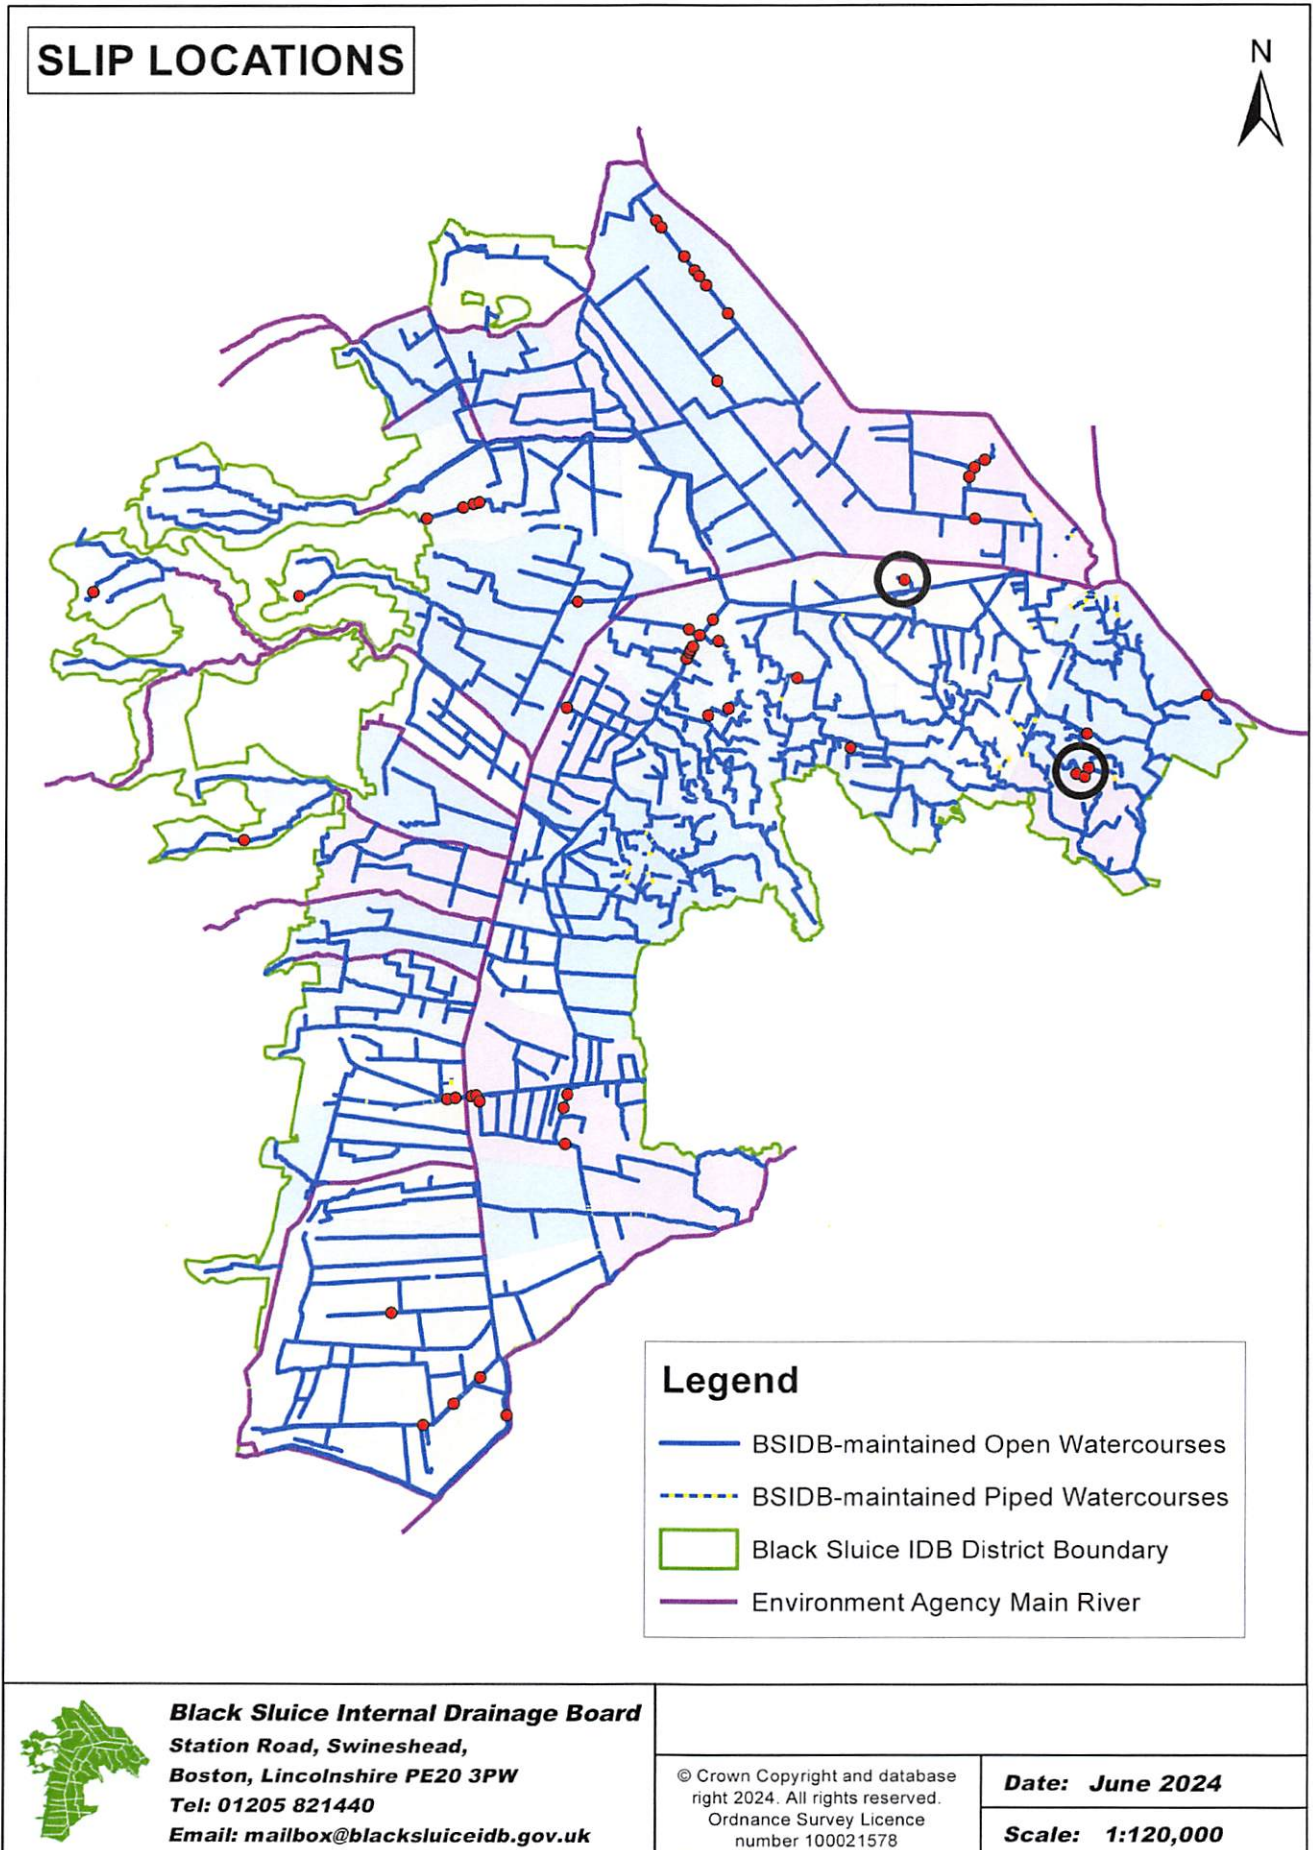 SLIP LOCATIONS
N
Legend
BSIDB-maintained Open Watercourses
BSIDB-maintained Piped Watercourses
Black Sluice IDB District Boundary
Environment Agency Main River
Black Sluice Internal Drainage Board
Station Road, Swineshead,
Boston, Lincolnshire PE20 3PW
Tel: 01205 821440
Email: mailbox@blacksluiceidb.gov.uk
© Crown Copyright and database
right 2024. All rights reserved.
Ordnance Survey Licence
number 100021578
Date: June 2024
Scale: 1:120,000